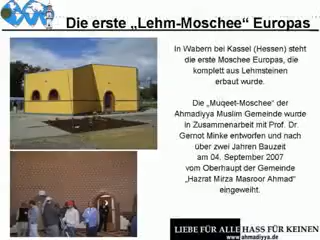 Die erste „Lehm-Moschee“ Europas
In Wabern bei Kassel (Hessen) steht
die erste Moschee Europas, die
komplett aus Lehmsteinen
erbaut wurde.
Die „Muqeet-Moschee“ der
Ahmadiyya Muslim Gemeinde wurde
in Zusammenarbeit mit Prof. Dr.
Gernot Minke entworfen und nach
über zwei Jahren Bauzeit
am 04. September 2007
vom Oberhaupt der Gemeinde
„Hazrat Mirza Masroor Ahmad“
eingeweiht.
LIEBE FÜR ALLE HASS FÜR KEINEN
www.ahmadiyya.de